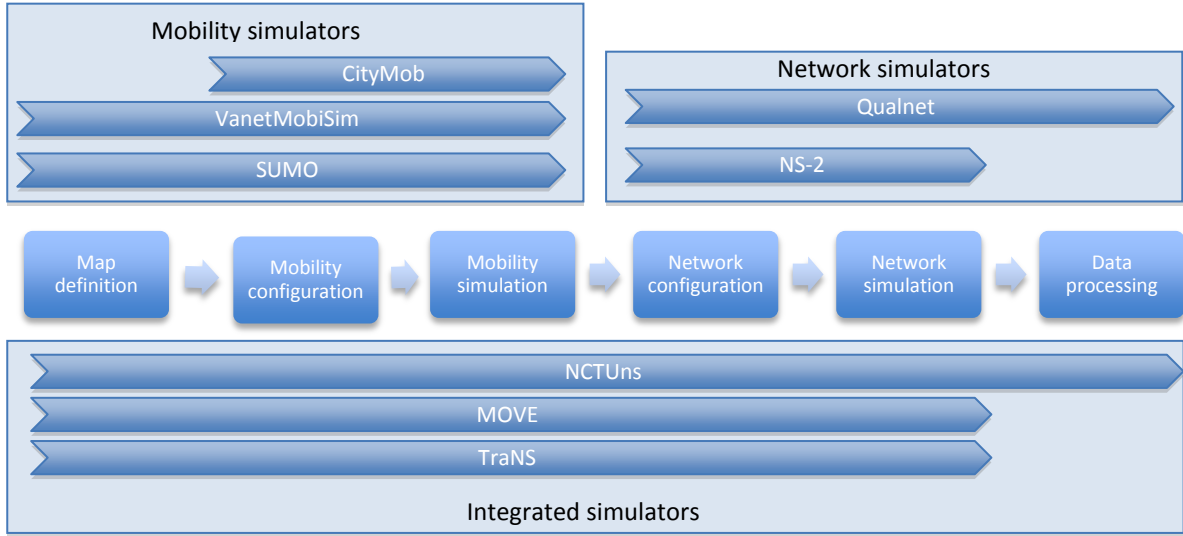 Mobility simulators
CityMob
VanetMobiSim
SUMO
Network simulators
Qualnet
NS-2
Map
definition
Mobility
configuration
Mobility
simulation
Network
configuration
Network
simulation
Data
processing
NCTUns
MOVE
TraNS
Integrated simulators